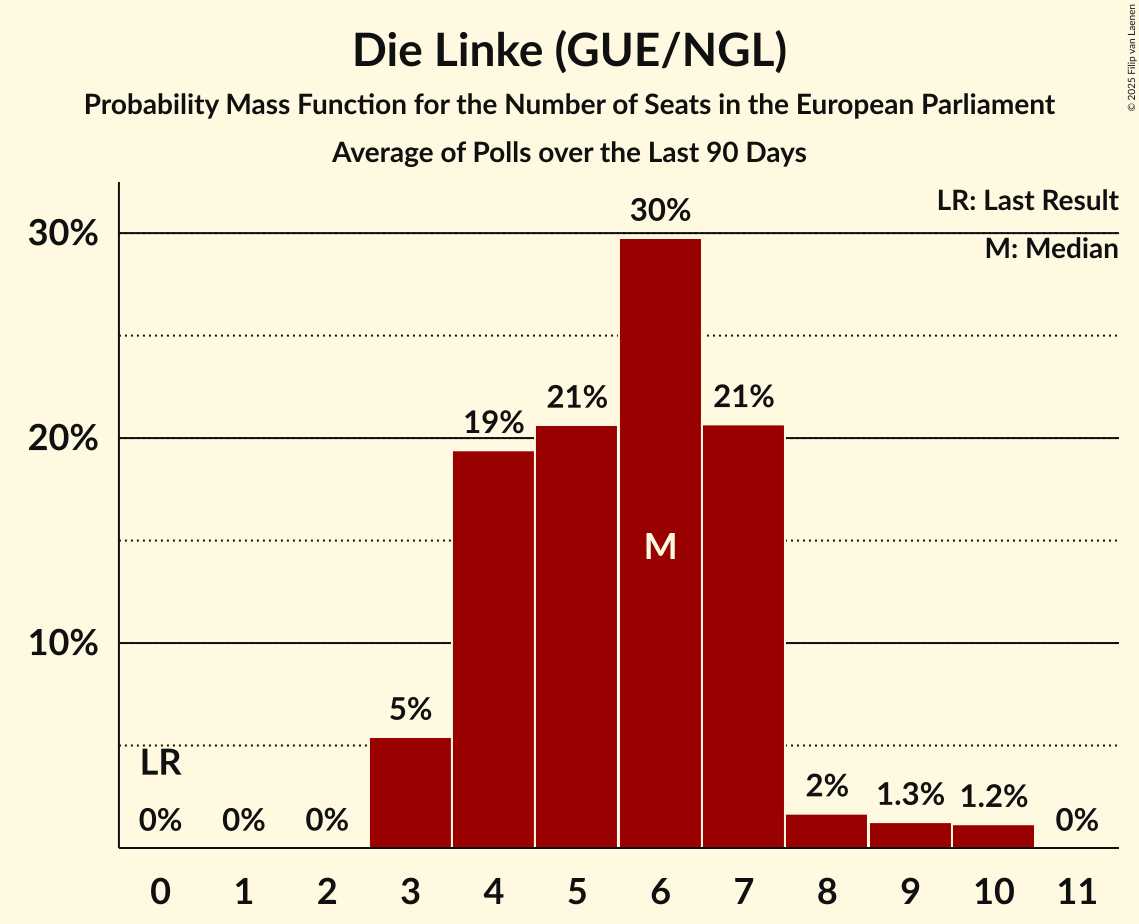 Die Linke (GUE/NGL)
Probability Mass Function for the Number of Seats in the European Parliament
Average of Polls over the Last 90 Days
© 2025 Filip van Laenen
LR: Last Result
M: Median
30%
20%
10%
LR
0%
0%
0%
5%
19%
21%
30%
M
21%
2%
1.3%
1.2%
0%
0 1 2 3 4 5 6 7 8 9 10 11